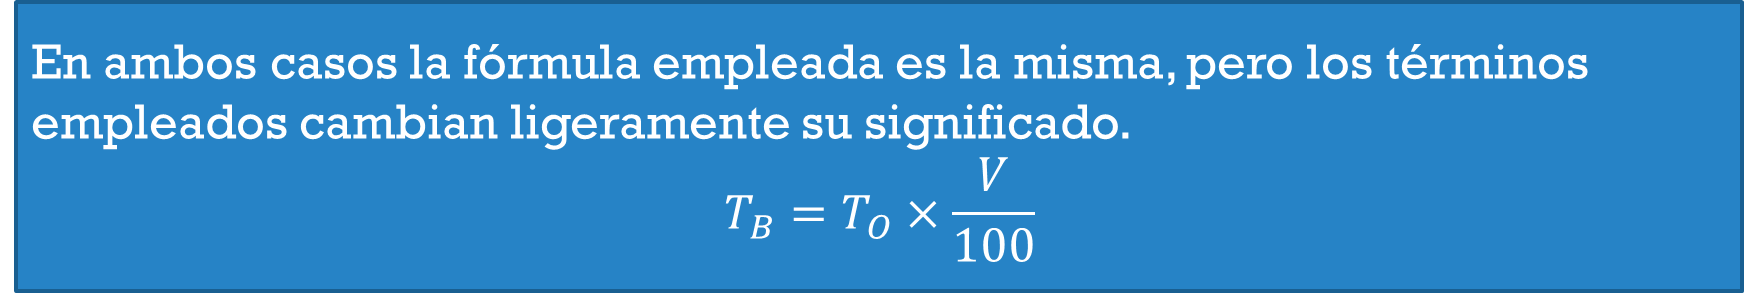 En ambos casos la fórmula empleada es la misma, pero los términos
empleados cambian ligeramente su significado.
T_B = T_O × V/100